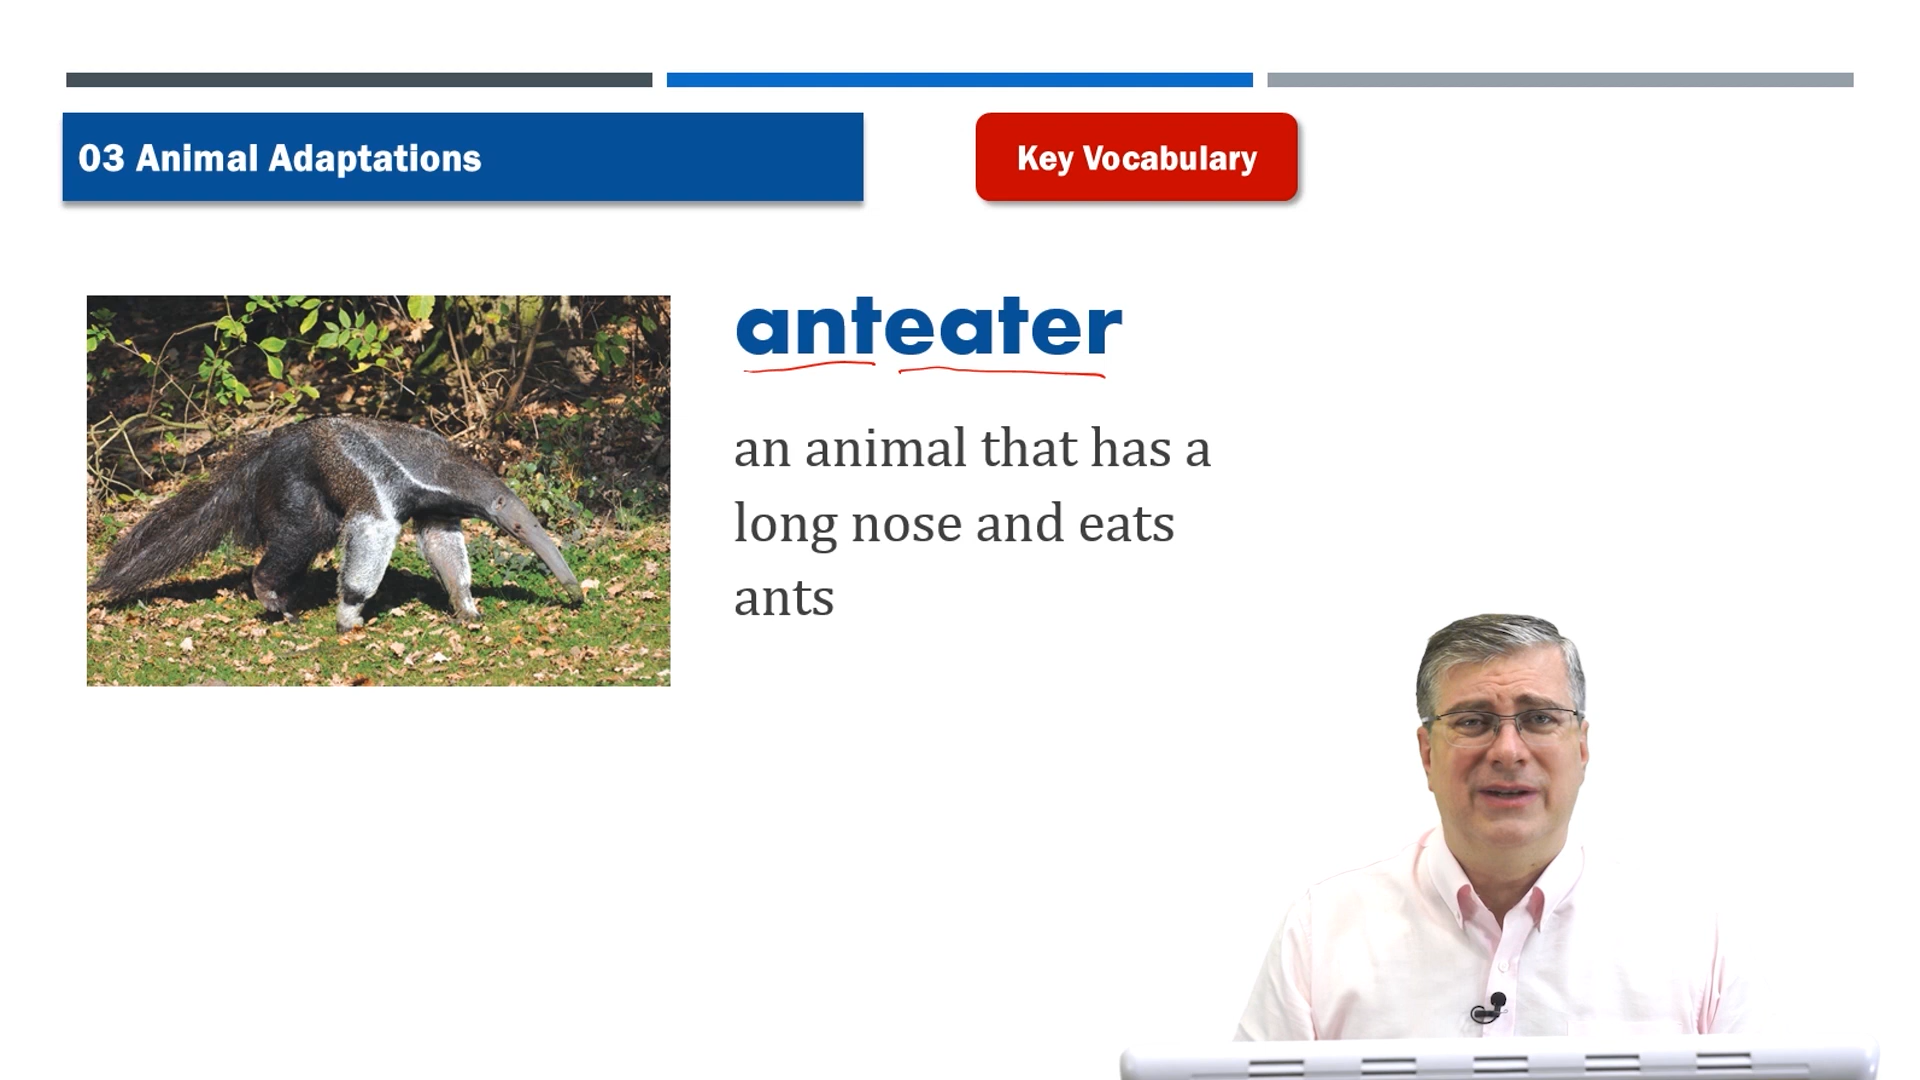 03 Animal Adaptations
Key Vocabulary
anteater
an animal that has a
long nose and eats
ants